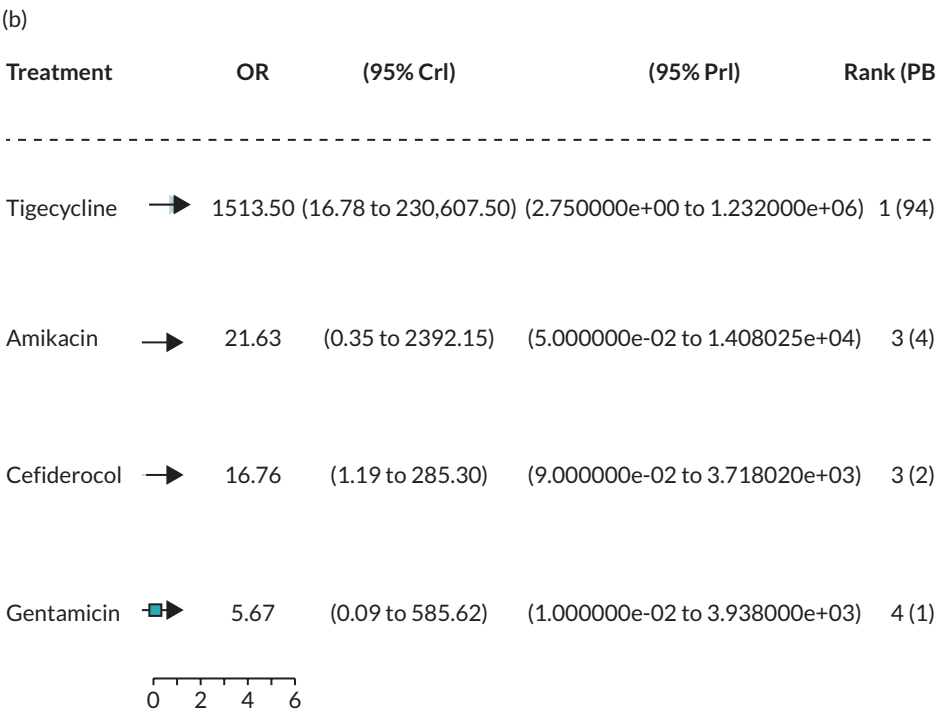 (b)
Treatment OR (95% Crl) (95% Prl) Rank (PB
Tigecycline 1513.50 (16.78 to 230,607.50) (2.750000e+00 to 1.232000e+06) 1 (94)
Amikacin 21.63 (0.35 to 2392.15) (5.000000e-02 to 1.408025e+04) 3 (4)
Cefiderocol 16.76 (1.19 to 285.30) (9.000000e-02 to 3.718020e+03) 3 (2)
Gentamicin 5.67 (0.09 to 585.62) (1.000000e-02 to 3.938000e+03) 4 (1)
0 2 4 6